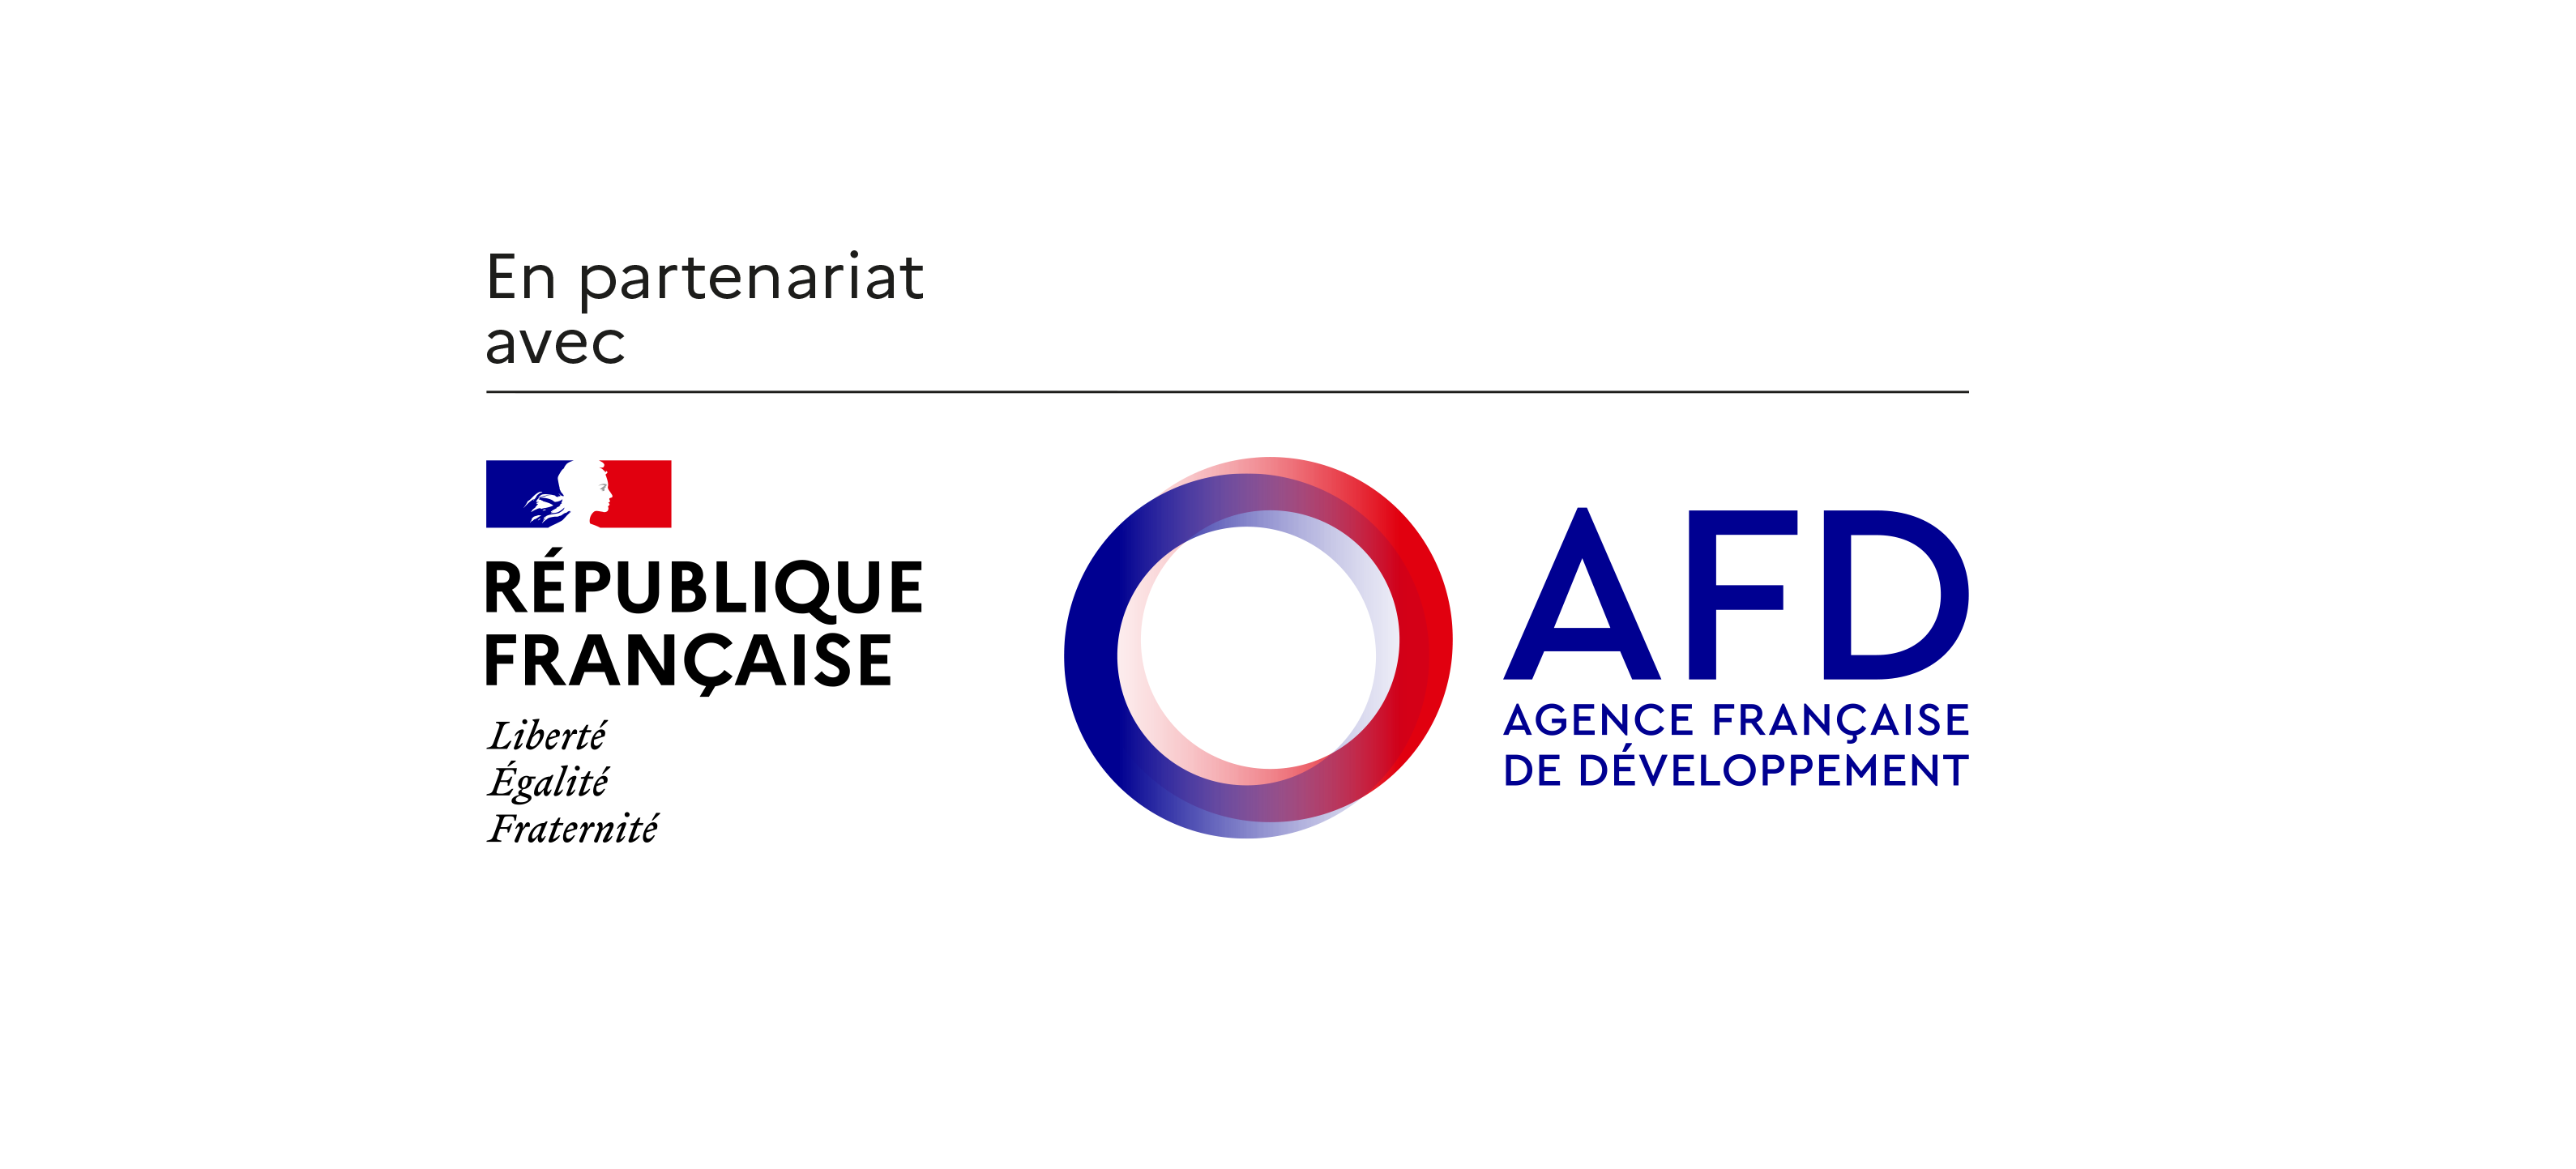 En partenariat
avec
RÉPUBLIQUE
FRANÇAISE
Liberté
Égalité
Fraternité
AFD
AGENCE FRANÇAISE
DE DÉVELOPPEMENT